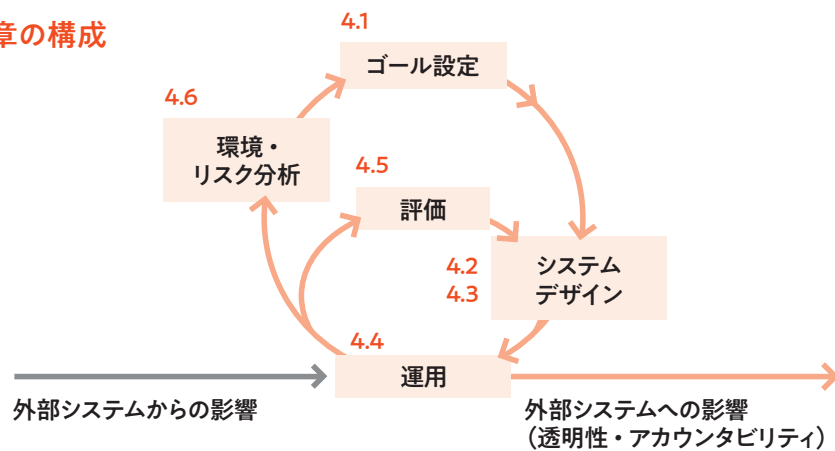 章の構成
4.1
ゴール設定
4.6
環境・
リスク分析
4.5
評価
4.2
4.3
システム
デザイン
4.4
運用
外部システムからの影響
外部システムへの影響
（透明性・アカウンタビリティ）